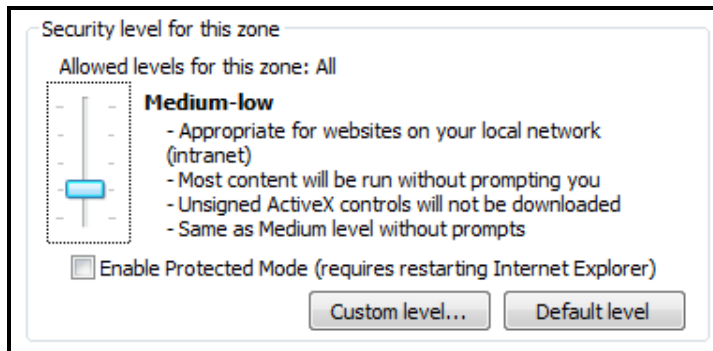 Security level for this zone
Allowed levels for this zone: All
Medium-low
- Appropriate for websites on your local network
(intranet)
- Most content will be run without prompting you
- Unsigned ActiveX controls will not be downloaded
- Same as Medium level without prompts
Enable Protected Mode (requires restarting Internet Explorer)
Custom level... Default level